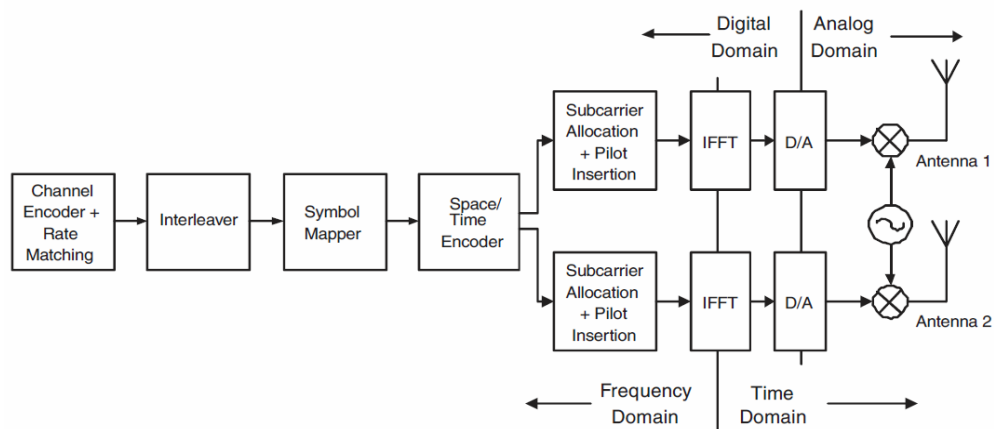 Digital
Domain
Analog
Domain
Subcarrier
Allocation
+ Pilot
Insertion
IFFT
D/A
Antenna 1
Channel
Encoder +
Rate
Matching
Interleaver
Symbol
Mapper
Space/
Time
Encoder
Subcarrier
Allocation
+ Pilot
Insertion
IFFT
D/A
Antenna 2
Frequency
Domain
Time
Domain